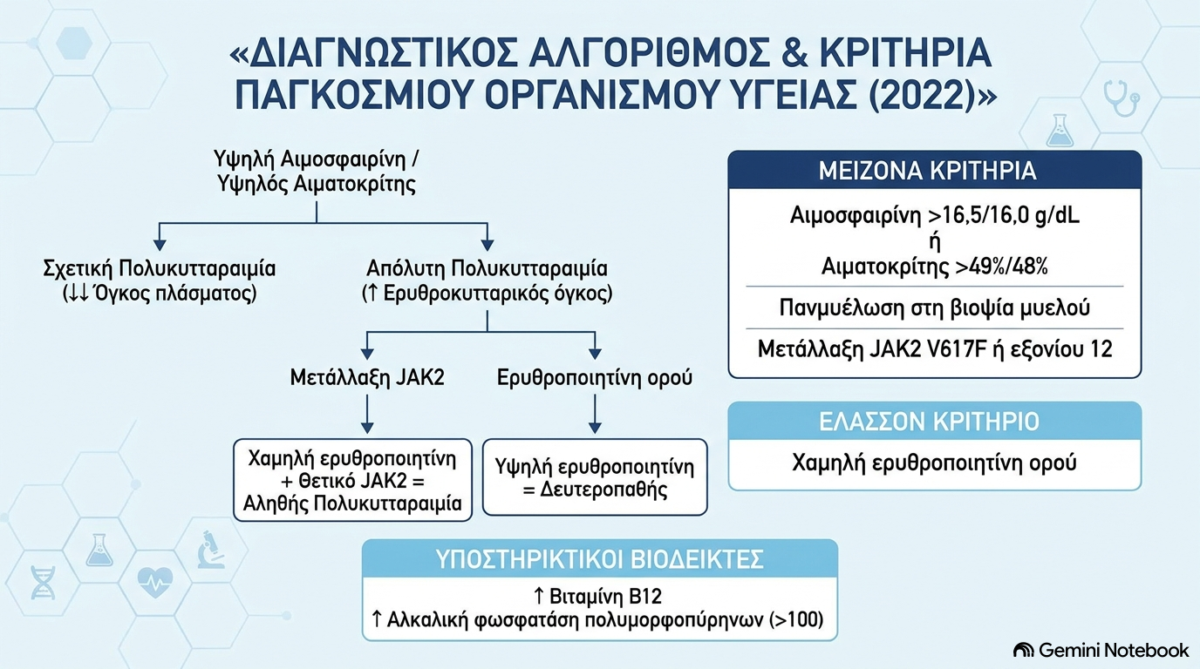 «ΔΙΑΓΝΩΣΤΙΚΟΣ ΑΛΓΟΡΙΘΜΟΣ & ΚΡΙΤΗΡΙΑ
ΠΑΓΚΟΣΜΙΟΥ ΟΡΓΑΝΙΣΜΟΥ ΥΓΕΙΑΣ (2022)»
Υψηλή Αιμοσφαιρίνη /
Υψηλός Αιματοκρίτης
Σχετική Πολυκυτταραιμία
(↓↓ Όγκος πλάσματος)
Απόλυτη Πολυκυτταραιμία
(↑ Ερυθροκυτταρικός όγκος)
Μετάλλαξη JAK2
Ερυθροποιητίνη ορού
Χαμηλή ερυθροποιητίνη
+ Θετικό JAK2 =
Αληθής Πολυκυτταραιμία
Υψηλή ερυθροποιητίνη
= Δευτεροπαθής
ΜΕΙΖΟΝΑ ΚΡΙΤΗΡΙΑ
Αιμοσφαιρίνη >16,5/16,0 g/dL
ή
Αιματοκρίτης >49%/48%
Πανμυέλωση στη βιοψία μυελού
Μετάλλαξη JAK2 V617F ή εξονίου 12
ΕΛΑΣΣΟΝ ΚΡΙΤΗΡΙΟ
Χαμηλή ερυθροποιητίνη ορού
ΥΠΟΣΤΗΡΙΚΤΙΚΟΙ ΒΙΟΔΕΙΚΤΕΣ
↑ Βιταμίνη B12
↑ Αλκαλική φωσφατάση πολυμορφοπύρηνων (>100)
Gemini Notebook